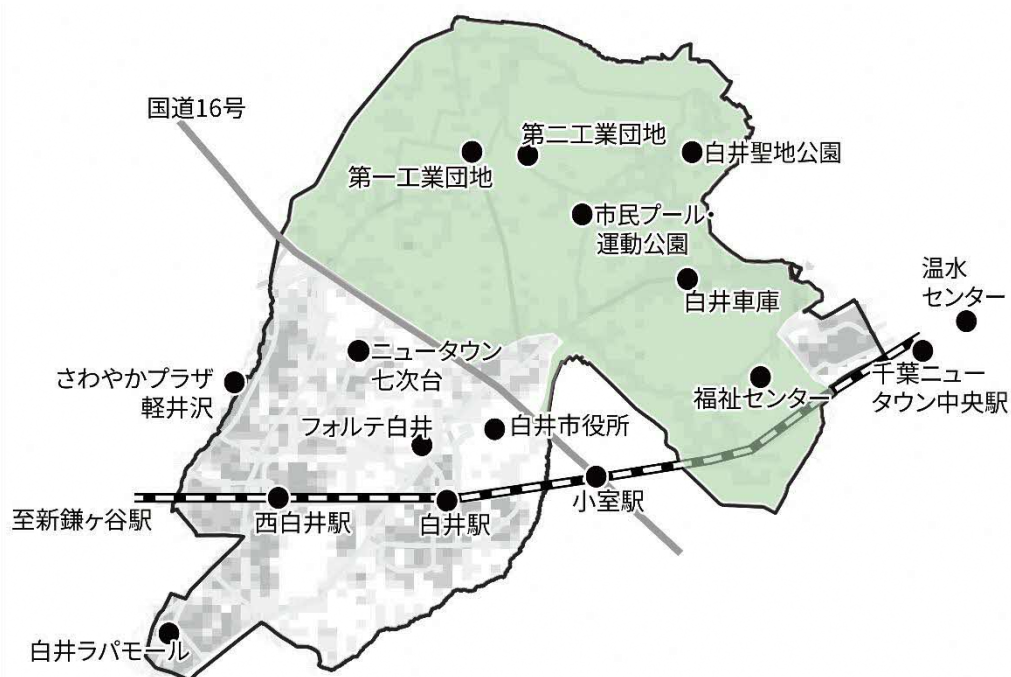 国道16号
第二工業団地
第一工業団地
白井聖地公園
市民プール・
運動公園
白井車庫
温水
センター
ニュータウン
七次台
さわやかプラザ
軽井沢
福祉センター
千葉ニュー
タウン中央駅
フォルテ白井
白井市役所
小室駅
至新鎌ヶ谷駅
西白井駅
白井駅
白井ラパモール